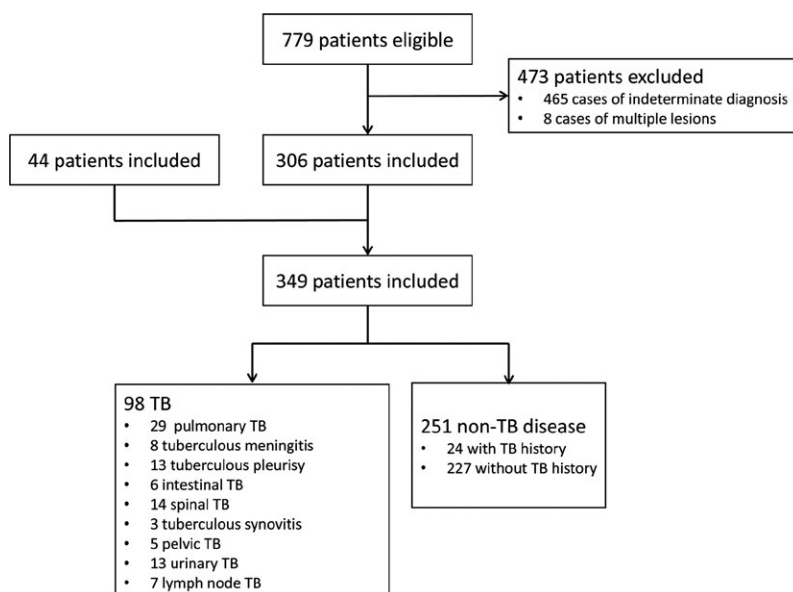 779 patients eligible
473 patients excluded
• 465 cases of indeterminate diagnosis
• 8 cases of multiple lesions
44 patients included
306 patients included
349 patients included
98 TB
• 29 pulmonary TB
• 8 tuberculous meningitis
• 13 tuberculous pleurisy
• 6 intestinal TB
• 14 spinal TB
• 3 tuberculous synovitis
• 5 pelvic TB
• 13 urinary TB
• 7 lymph node TB
251 non-TB disease
• 24 with TB history
• 227 without TB history